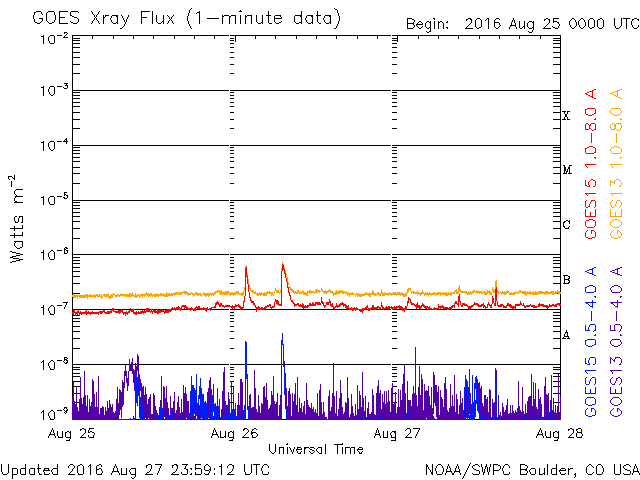 GOES Xray Flux (1-minute data)
Begin: 2016 Aug 25 0000 UTC
Watts m⁻²
10⁻²
10⁻³
10⁻⁴
10⁻⁵
10⁻⁶
10⁻⁷
10⁻⁸
10⁻⁹
X
M
C
B
A
GOES15 1.0-8.0 A
GOES13 1.0-8.0 A
GOES15 0.5-4.0 A
GOES13 0.5-4.0 A
Aug 25 Aug 26 Aug 27 Aug 28
Universal Time
Updated 2016 Aug 27 23:59:12 UTC
NOAA/SWPC Boulder, CO USA